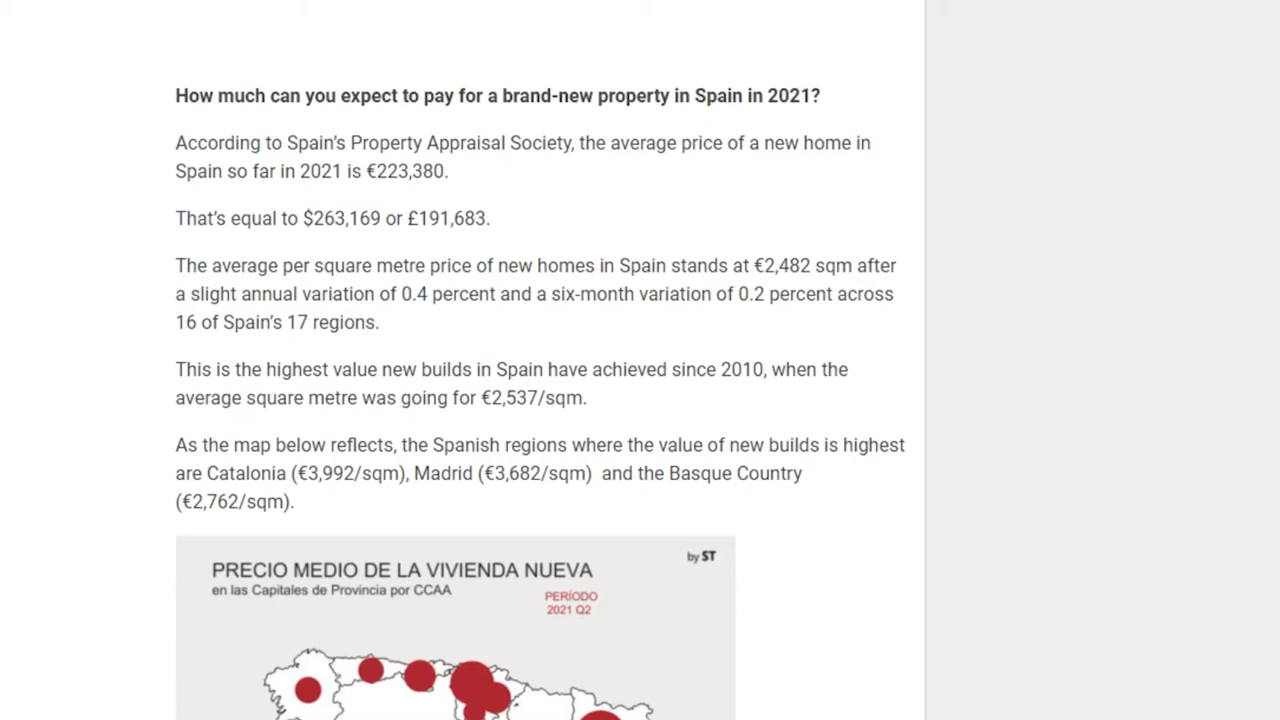 How much can you expect to pay for a brand-new property in Spain in 2021?
According to Spain's Property Appraisal Society, the average price of a new home in
Spain so far in 2021 is €223,380.
That's equal to $263,169 or £191,683.
The average per square metre price of new homes in Spain stands at €2,482 sqm after
a slight annual variation of 0.4 percent and a six-month variation of 0.2 percent across
16 of Spain's 17 regions.
This is the highest value new builds in Spain have achieved since 2010, when the
average square metre was going for €2,537/sqm.
As the map below reflects, the Spanish regions where the value of new builds is highest
are Catalonia (€3,992/sqm), Madrid (€3,682/sqm)  and the Basque Country
(€2,762/sqm).
by ST
PRECIO MEDIO DE LA VIVIENDA NUEVA
en las Capitales de Provincia por CCAA
PERÍODO
2021 Q2